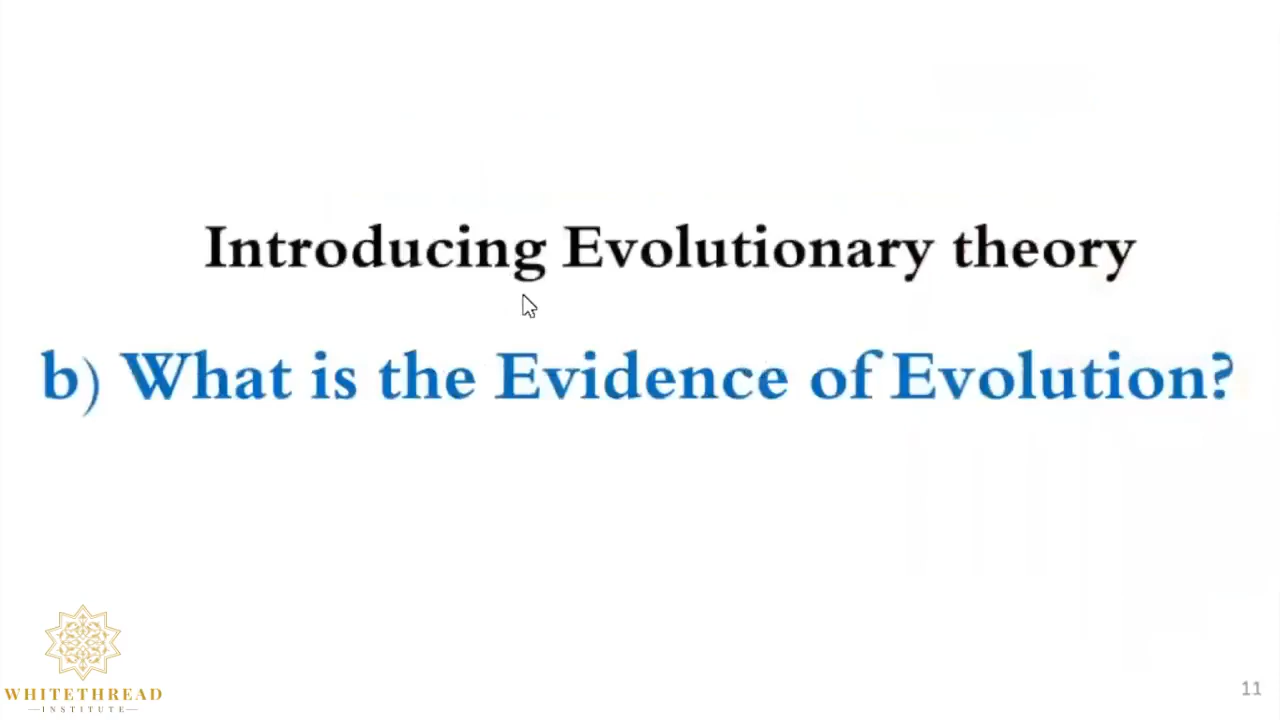 Introducing Evolutionary theory
b) What is the Evidence of Evolution?
WHITETHREAD
INSTITUTE
11